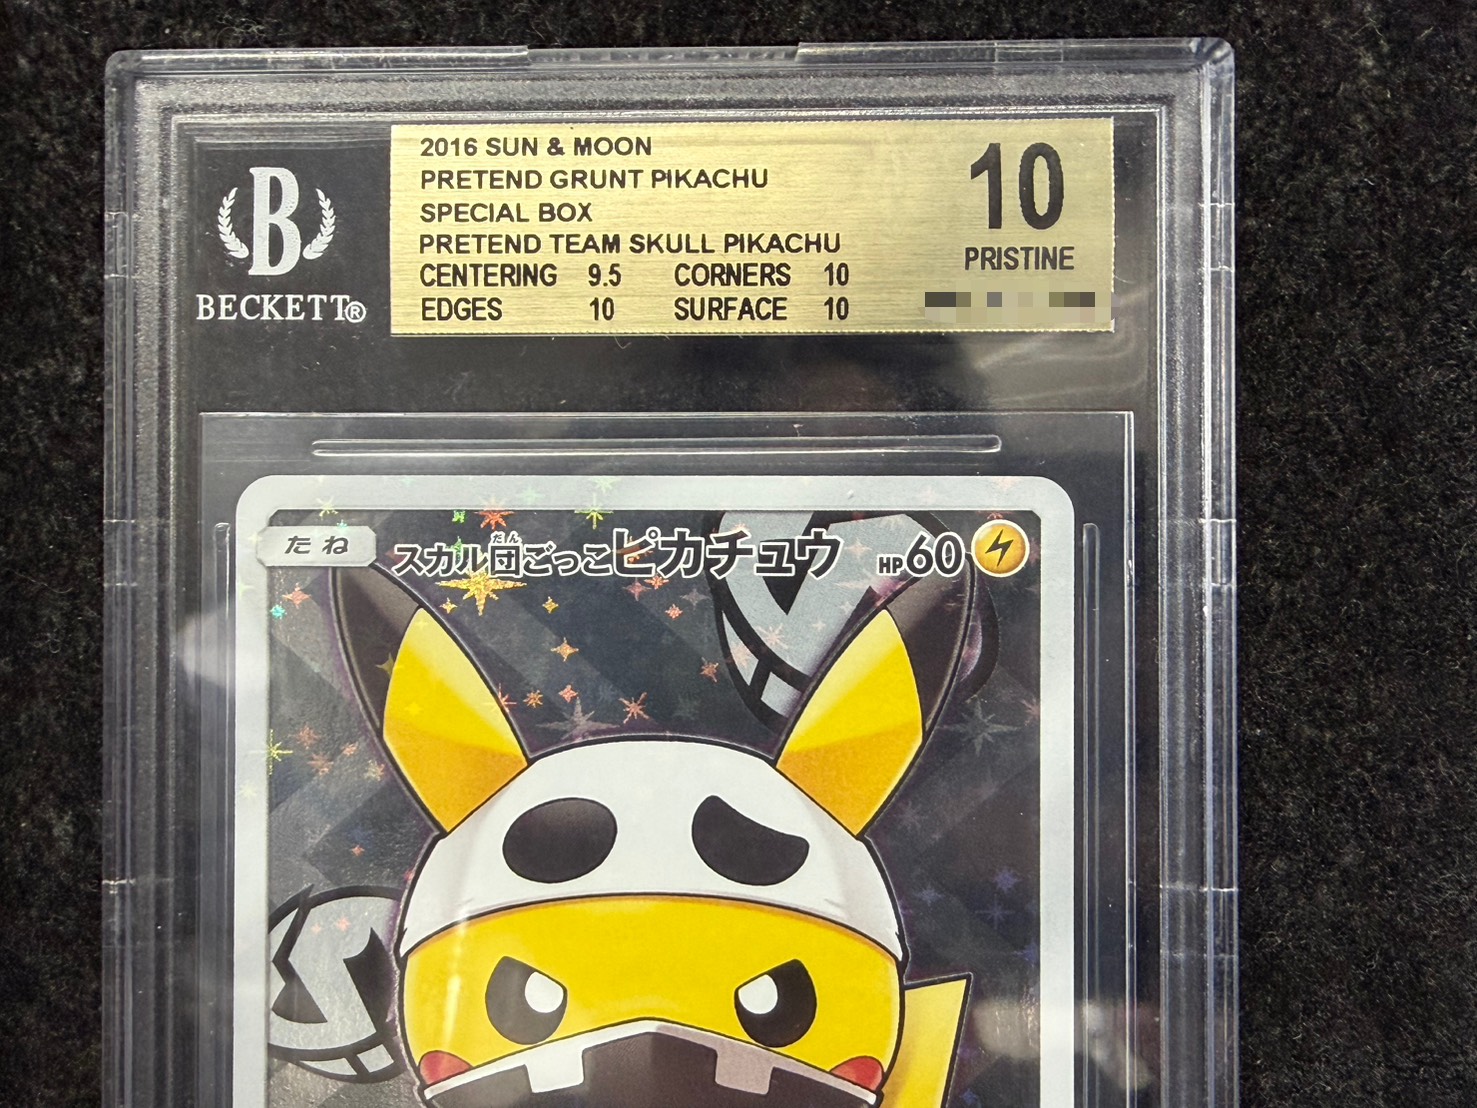 2016 SUN & MOON
PRETEND GRUNT PIKACHU
SPECIAL BOX
PRETEND TEAM SKULL PIKACHU
CENTERING 9.5 CORNERS 10
EDGES 10 SURFACE 10
10
PRISTINE
B
BECKETT®
たね
だん
スカル団ごっこピカチュウ HP60